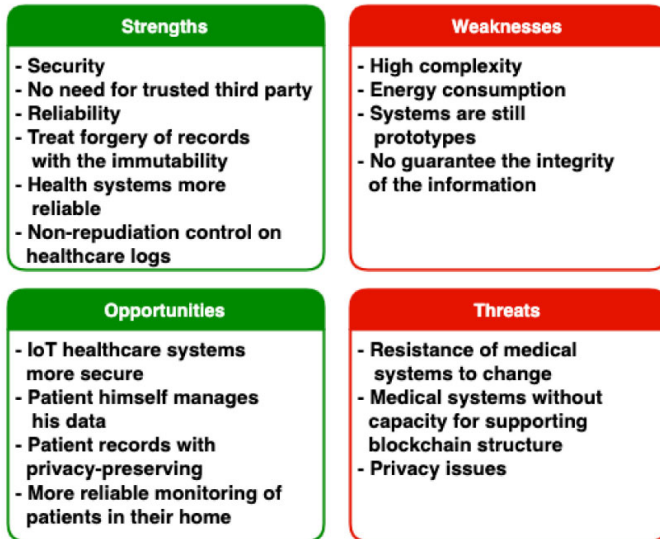 Strengths
- Security
- No need for trusted third party
- Reliability
- Treat forgery of records
with the immutability
- Health systems more
reliable
- Non-repudiation control on
healthcare logs
Weaknesses
- High complexity
- Energy consumption
- Systems are still
prototypes
- No guarantee the integrity
of the information
Opportunities
- IoT healthcare systems
more secure
- Patient himself manages
his data
- Patient records with
privacy-preserving
- More reliable monitoring of
patients in their home
Threats
- Resistance of medical
systems to change
- Medical systems without
capacity for supporting
blockchain structure
- Privacy issues